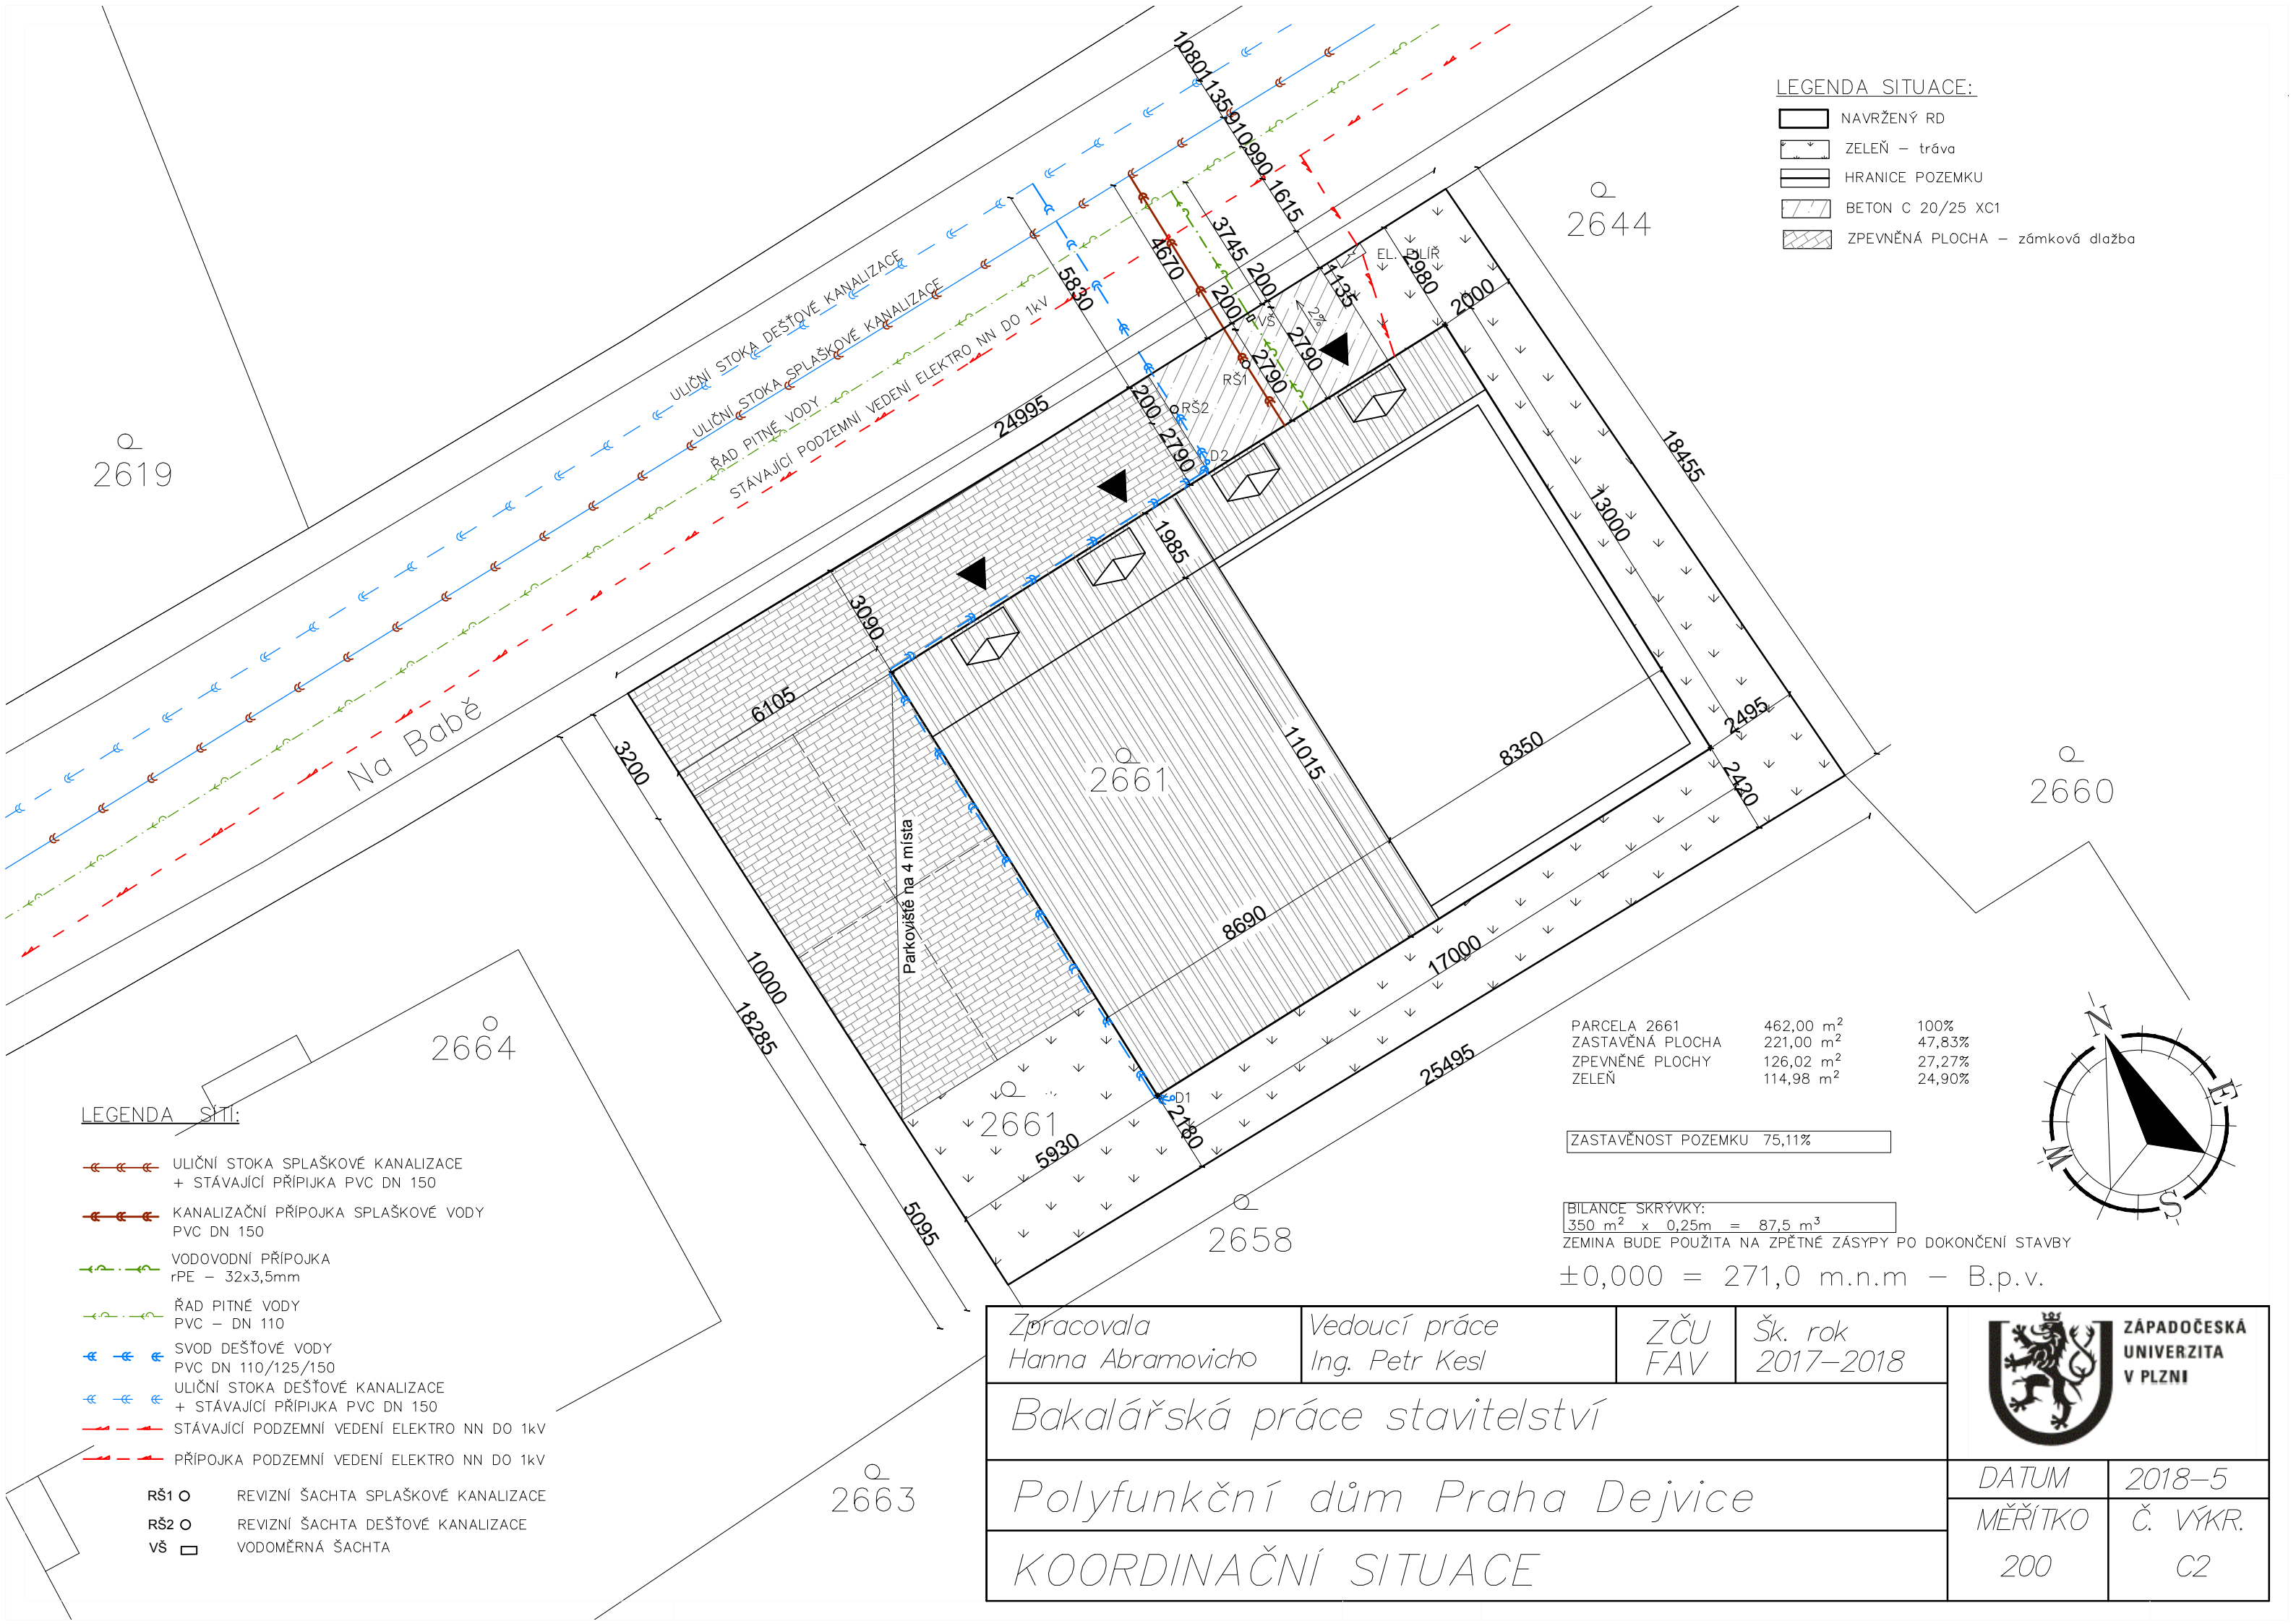 LEGENDA SITUACE:
NAVRŽENÝ RD
ZELEŇ – tráva
HRANICE POZEMKU
BETON C 20/25 XC1
ZPEVNĚNÁ PLOCHA – zámková dlažba
1080
1135
910
990
1615
2644
EL. PILÍŘ
2980
2000
1135
3745
200
4670
200
5830
VŠ
2%
2790
2790
RŠ1
RŠ2
200
2790
D2
ULIČNÍ STOKA DEŠŤOVÉ KANALIZACE
ULIČNÍ STOKA SPLAŠKOVÉ KANALIZACE
ŘAD PITNÉ VODY
STÁVAJÍCÍ PODZEMNÍ VEDENÍ ELEKTRO NN DO 1kV
24995
2619
18455
13000
1985
3090
6105
Na Babě
3200
11015
8350
2495
2420
2661
2660
Parkoviště na 4 místa
8690
17000
10000
18285
2664
25495
2661
D1
2180
5930
5095
2658
2663
PARCELA 2661 462,00 m² 100%
ZASTAVĚNÁ PLOCHA 221,00 m² 47,83%
ZPEVNĚNÉ PLOCHY 126,02 m² 27,27%
ZELEŇ 114,98 m² 24,90%
N
E
S
W
ZASTAVĚNOST POZEMKU 75,11%
BILANCE SKRÝVKY:
350 m² x 0,25m = 87,5 m³
ZEMINA BUDE POUŽITA NA ZPĚTNÉ ZÁSYPY PO DOKONČENÍ STAVBY
±0,000 = 271,0 m.n.m – B.p.v.
LEGENDA SÍTÍ:
ULIČNÍ STOKA SPLAŠKOVÉ KANALIZACE
+ STÁVAJÍCÍ PŘÍPIJKA PVC DN 150
KANALIZAČNÍ PŘÍPOJKA SPLAŠKOVÉ VODY
PVC DN 150
VODOVODNÍ PŘÍPOJKA
rPE – 32x3,5mm
ŘAD PITNÉ VODY
PVC – DN 110
SVOD DEŠŤOVÉ VODY
PVC DN 110/125/150
ULIČNÍ STOKA DEŠŤOVÉ KANALIZACE
+ STÁVAJÍCÍ PŘÍPIJKA PVC DN 150
STÁVAJÍCÍ PODZEMNÍ VEDENÍ ELEKTRO NN DO 1kV
PŘÍPOJKA PODZEMNÍ VEDENÍ ELEKTRO NN DO 1kV
RŠ1 REVIZNÍ ŠACHTA SPLAŠKOVÉ KANALIZACE
RŠ2 REVIZNÍ ŠACHTA DEŠŤOVÉ KANALIZACE
VŠ VODOMĚRNÁ ŠACHTA
Zpracovala
Hanna Abramovich
Vedoucí práce
Ing. Petr Kesl
ZČU
FAV
Šk. rok
2017–2018
ZÁPADOČESKÁ
UNIVERZITA
V PLZNI
Bakalářská práce stavitelství
Polyfunkční dům Praha Dejvice
KOORDINAČNÍ SITUACE
DATUM 2018–5
MĚŘÍTKO Č. VÝKR.
200 C2